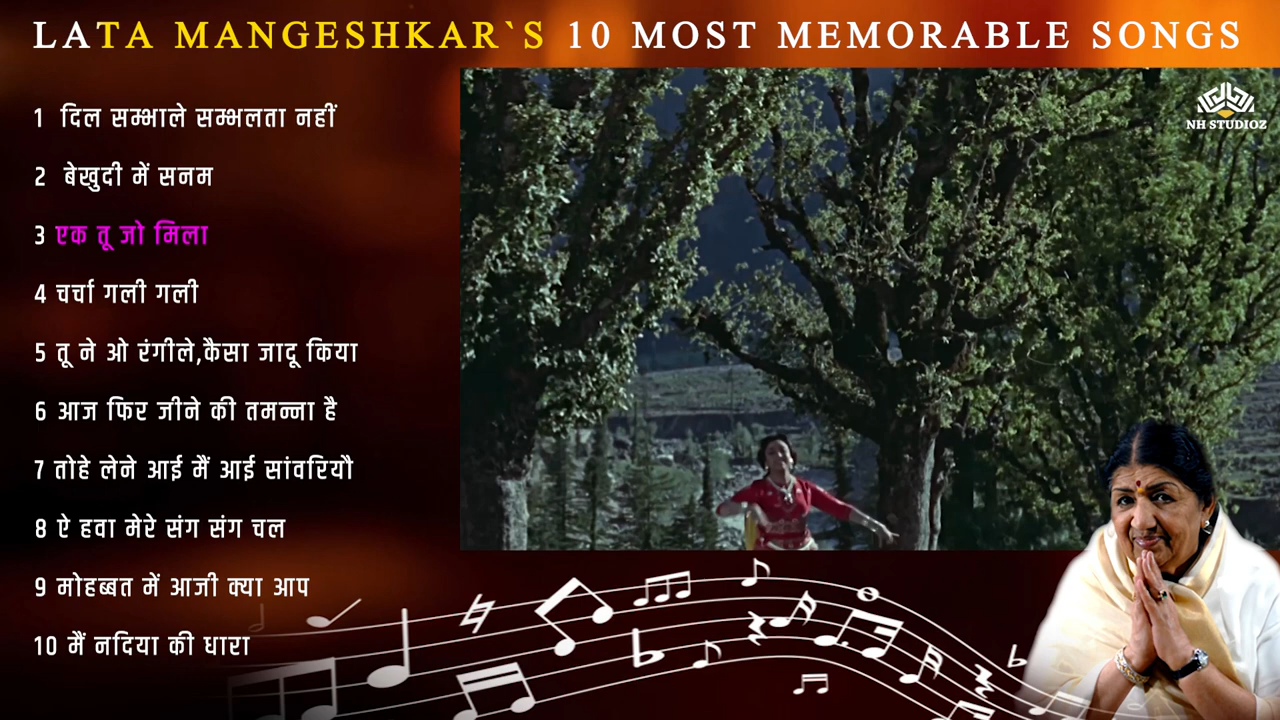 LATA MANGESHKAR`S 10 MOST MEMORABLE SONGS
NH STUDIOZ
1 दिल सम्भाले सम्भलता नहीं
2 बेखुदी में सनम
3 एक तू जो मिला
4 चर्चा गली गली
5 तू ने ओ रंगीले,कैसा जादू किया
6 आज फिर जीने की तमन्ना है
7 तोहे लेने आई मैं आई सांवरियौ
8 ऐ हवा मेरे संग संग चल
9 मोहब्बत में आजी क्या आप
10 मैं नदिया की धारा